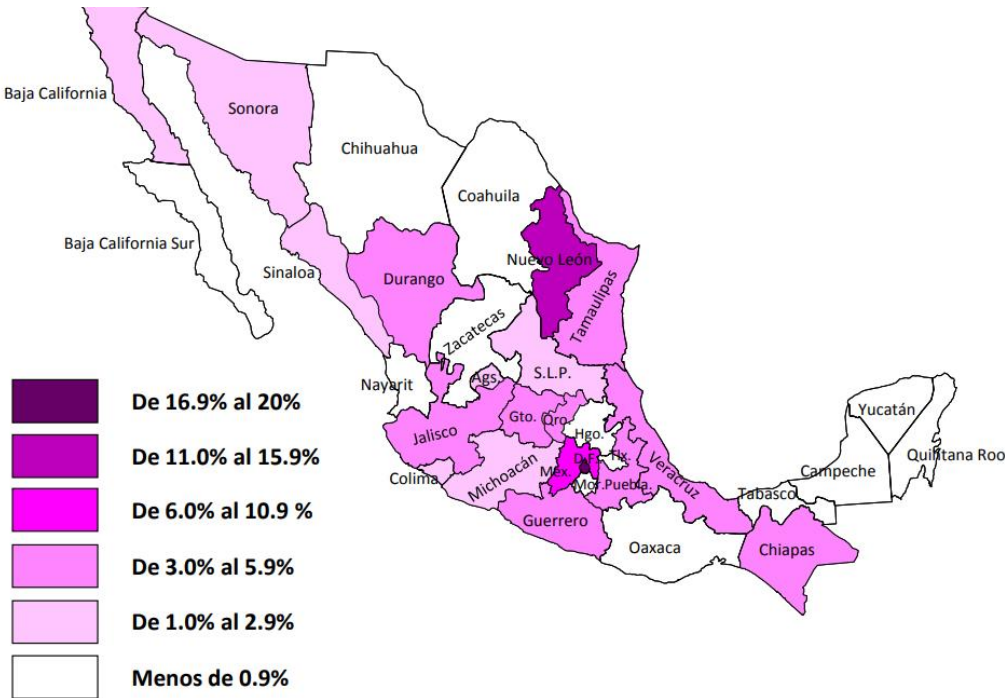 Baja California
Sonora
Chihuahua
Coahuila
Baja California Sur
Sinaloa
Durango
Nuevo León
Tamaulipas
Zacatecas
Nayarit
Ags.
S.L.P.
Jalisco
Gto.
Qro.
Hgo.
Colima
Michoacán
Méx.
D.F.
Tlx.
Mor.
Puebla.
Veracruz
Guerrero
Oaxaca
Tabasco
Chiapas
Campeche
Yucatán
Quintana Roo
De 16.9% al 20%
De 11.0% al 15.9%
De 6.0% al 10.9 %
De 3.0% al 5.9%
De 1.0% al 2.9%
Menos de 0.9%